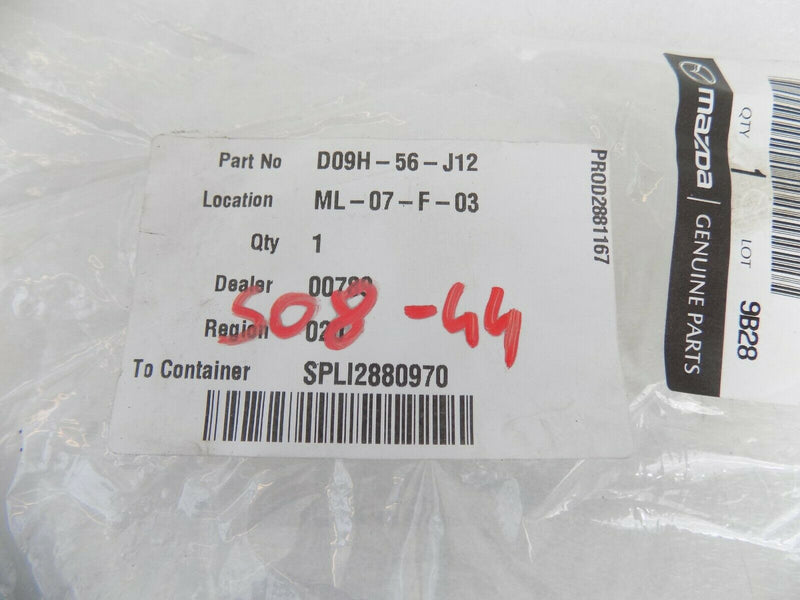 Part No D09H-56-J12
Location ML-07-F-03
Qty 1
Dealer
Region
To Container SPLI2880970
508-44
PROD2881167
mazda | GENUINE PARTS
QTY 1
LOT 9B28